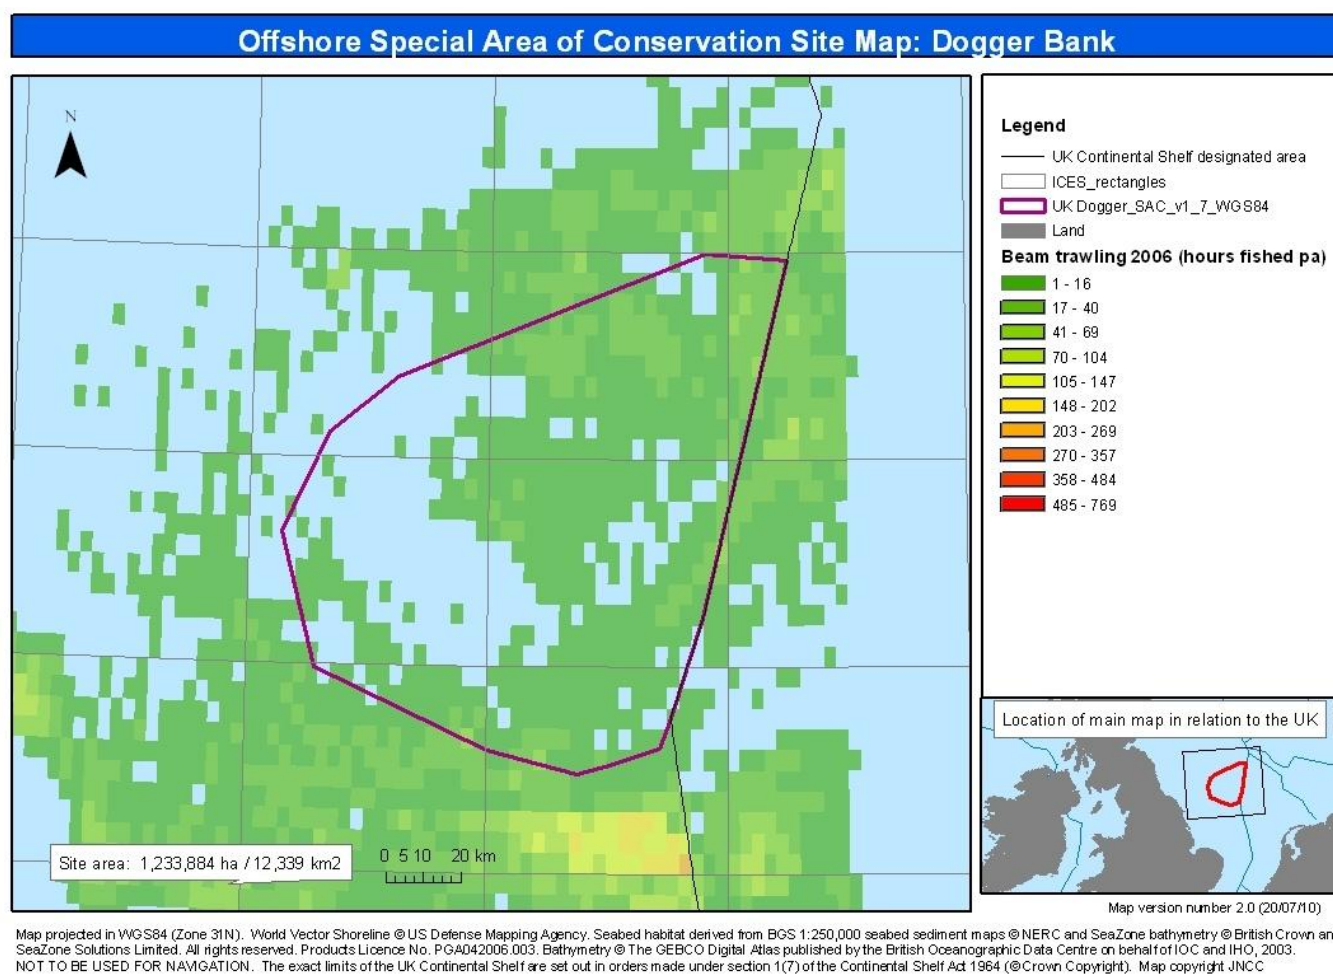 Offshore Special Area of Conservation Site Map: Dogger Bank
N
Legend
UK Continental Shelf designated area
ICES_rectangles
UK Dogger_SAC_v1_7_WGS84
Land
Beam trawling 2006 (hours fished pa)
1 - 16
17 - 40
41 - 69
70 - 104
105 - 147
148 - 202
203 - 269
270 - 357
358 - 484
485 - 769
Location of main map in relation to the UK
Site area: 1,233,884 ha / 12,339 km2
0 5 10 20 km
Map version number 2.0 (20/07/10)
Map projected in WGS84 (Zone 31N). World Vector Shoreline © US Defense Mapping Agency. Seabed habitat derived from BGS 1:250,000 seabed sediment maps © NERC and SeaZone bathymetry © British Crown an
SeaZone Solutions Limited. All rights reserved. Products Licence No. PGA042006.003. Bathymetry © The GEBCO Digital Atlas published by the British Oceanographic Data Centre on behalf of IOC and IHO, 2003.
NOT TO BE USED FOR NAVIGATION. The exact limits of the UK Continental Shelf are set out in orders made under section 1(7) of the Continental Shelf Act 1964 (© Crown Copyright). Map copyright JNCC